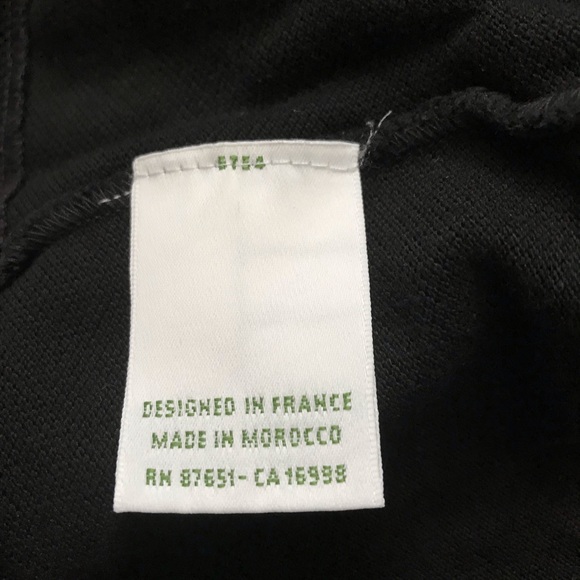 6754
DESIGNED IN FRANCE
MADE IN MOROCCO
RN 87651- CA 16998